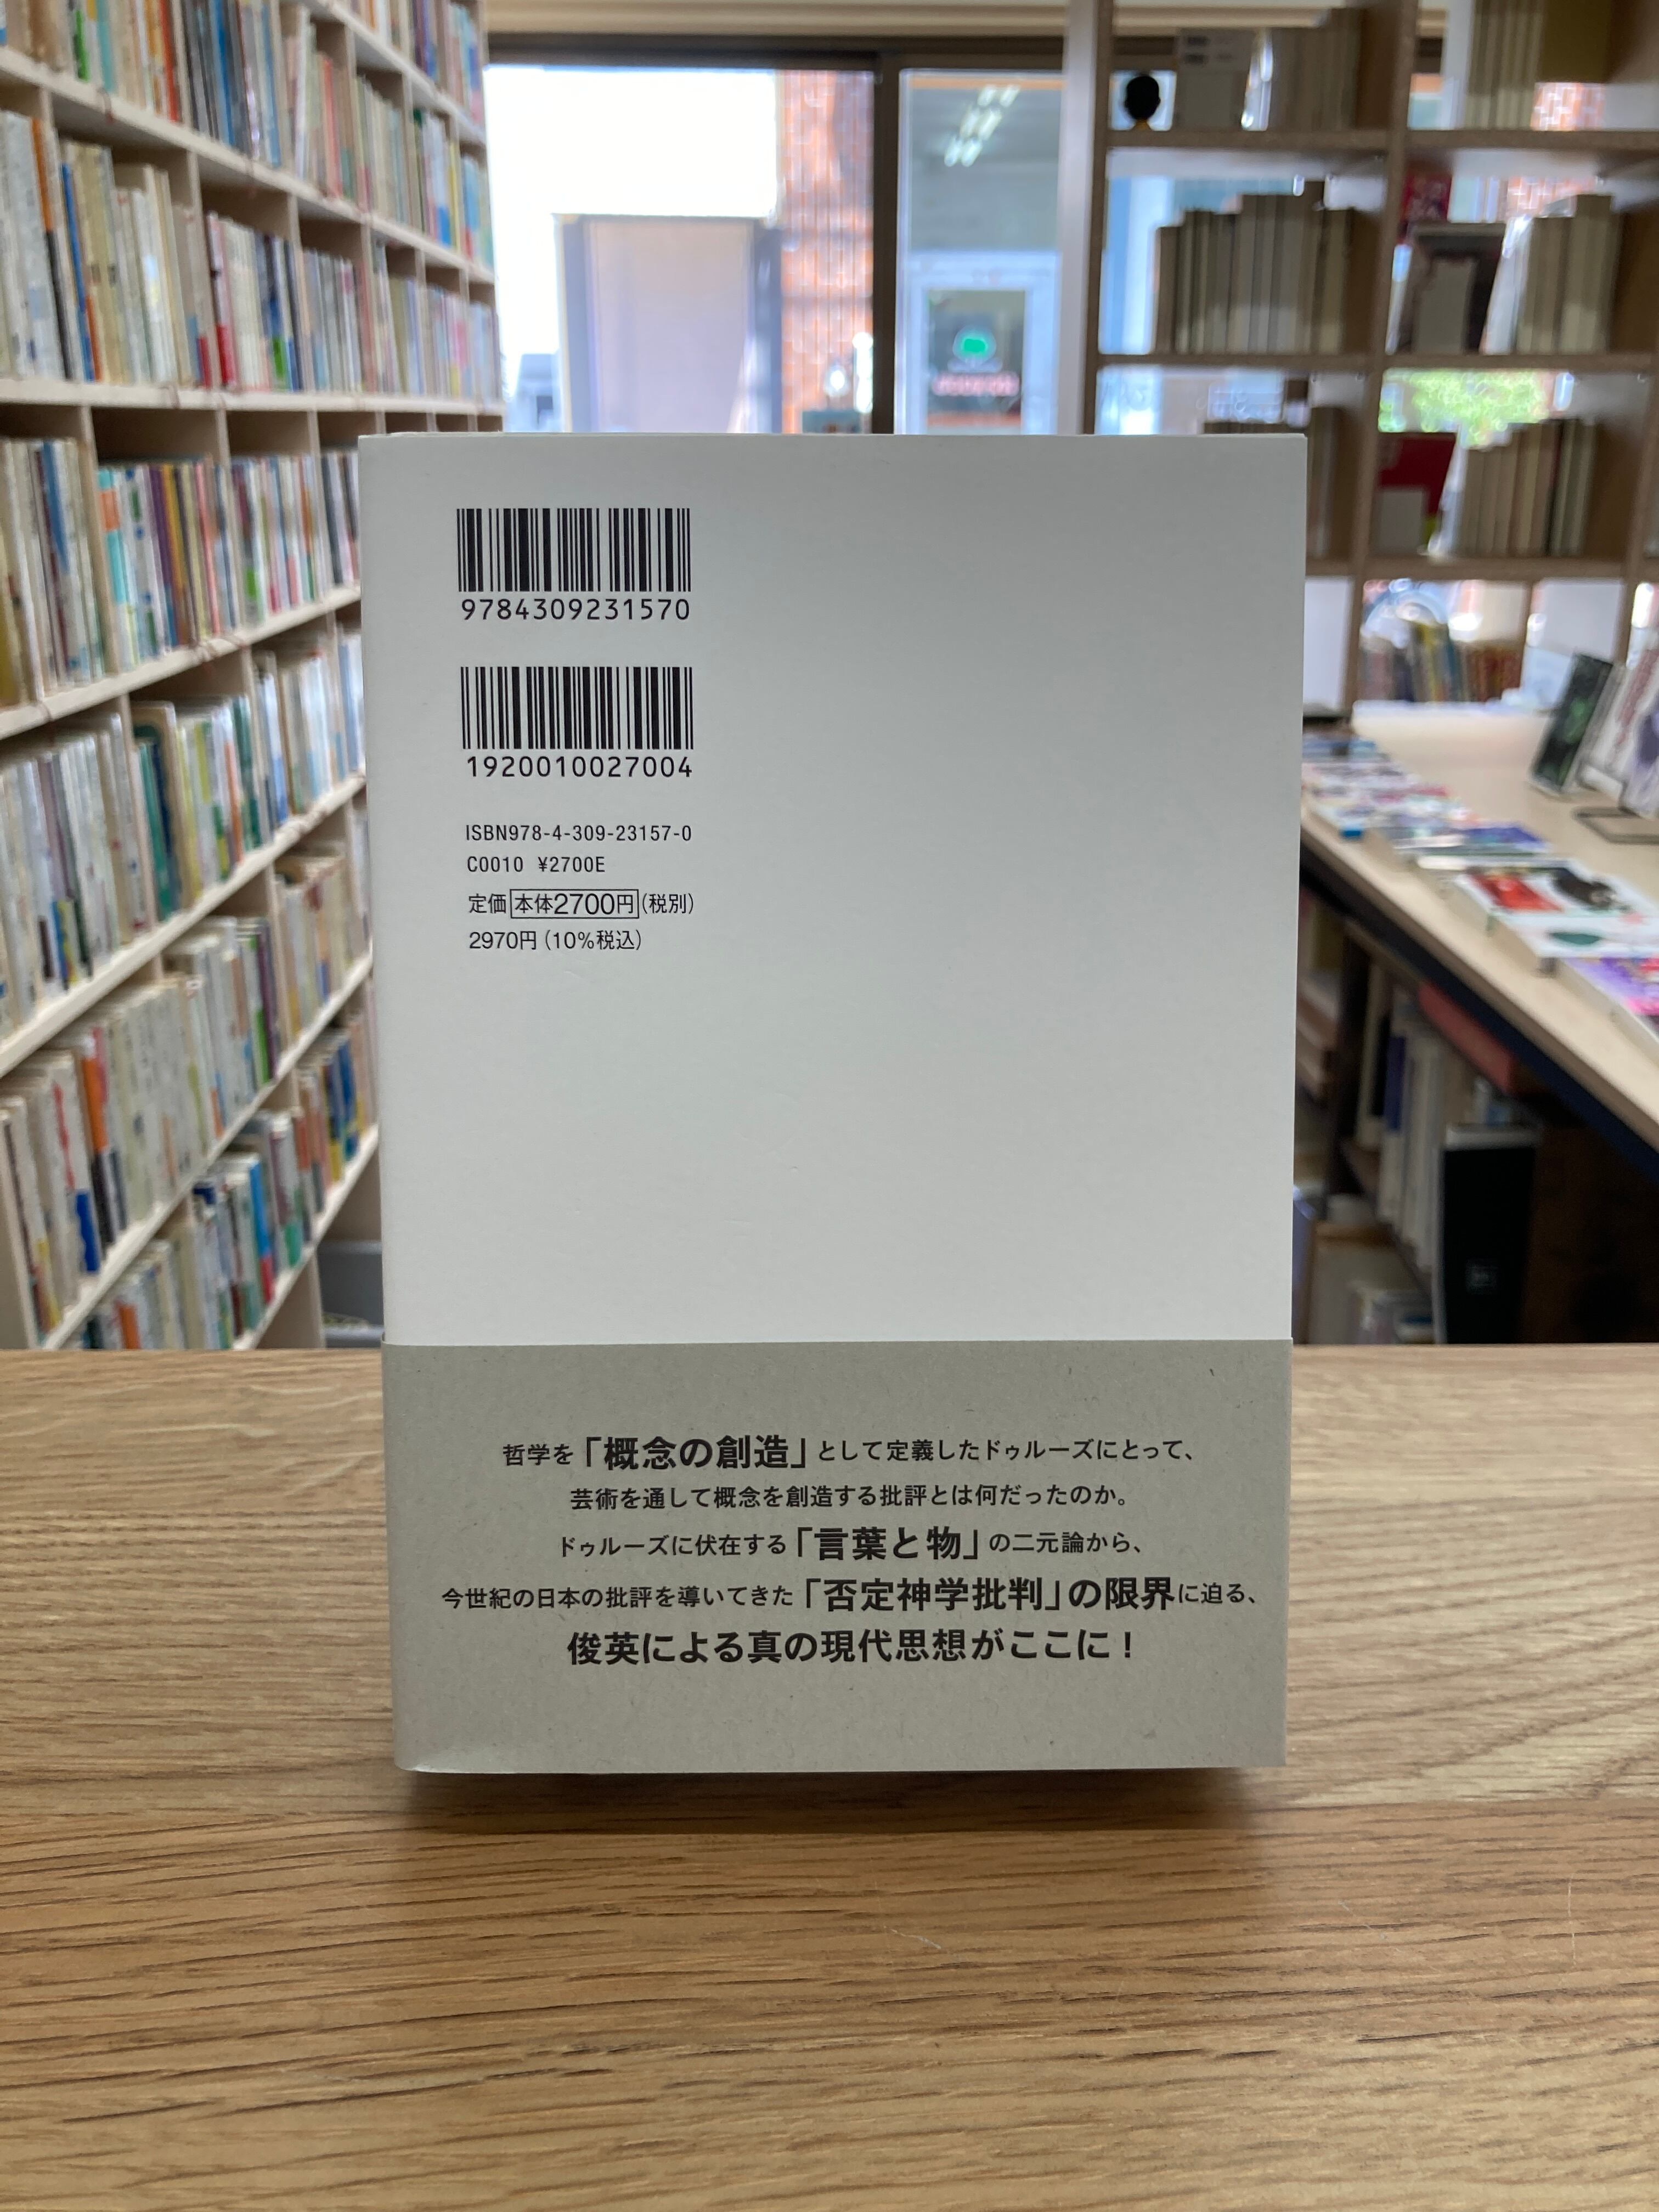 9784309231570
1920010027004
ISBN978-4-309-23157-0
C0010 ¥2700E
定価 本体2700円 (税別)
2970円 (10%税込)
哲学を「概念の創造」として定義したドゥルーズにとって、
芸術を通して概念を創造する批評とは何だったのか。
ドゥルーズに伏在する「言葉と物」の二元論から、
今世紀の日本の批評を導いてきた「否定神学批判」の限界に迫る、
俊英による真の現代思想がここに！